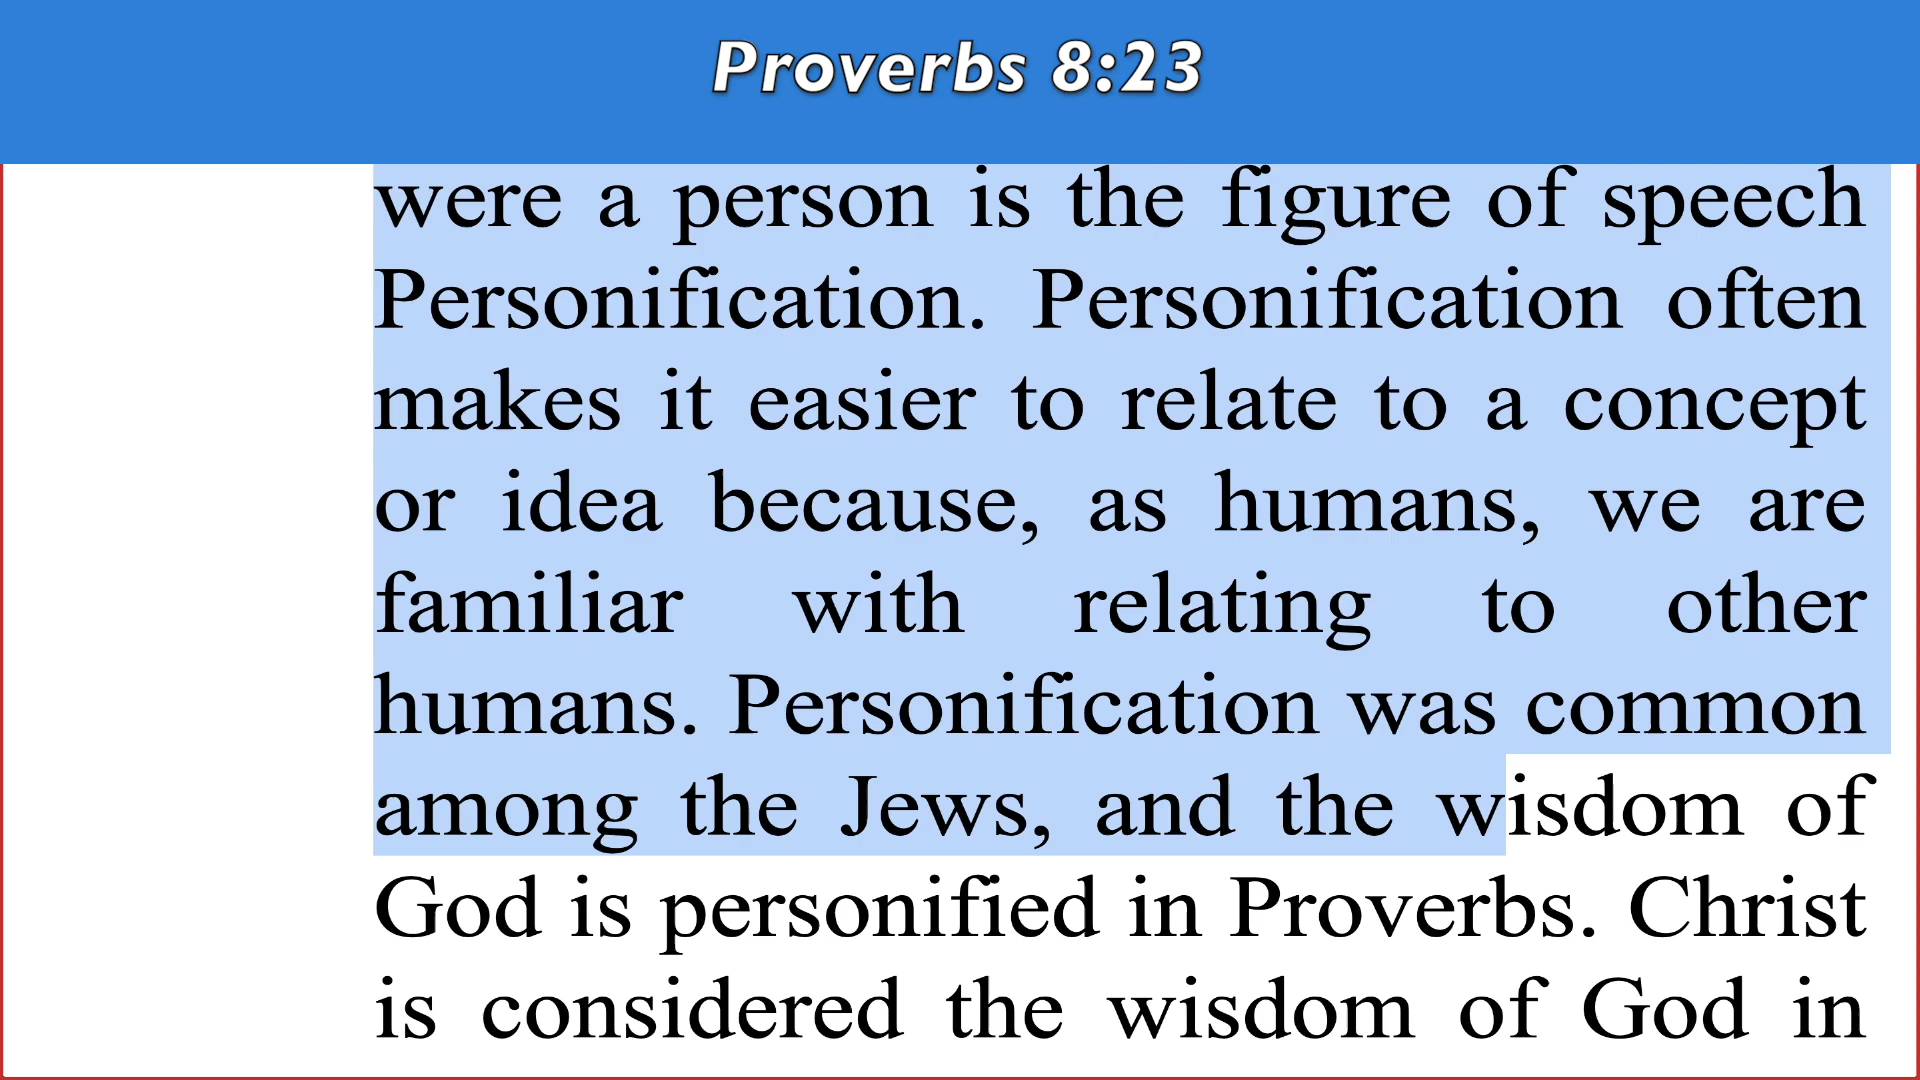 Proverbs 8:23
were a person is the figure of speech
Personification. Personification often
makes it easier to relate to a concept
or idea because, as humans, we are
familiar with relating to other
humans. Personification was common
among the Jews, and the wisdom of
God is personified in Proverbs. Christ
is considered the wisdom of God in